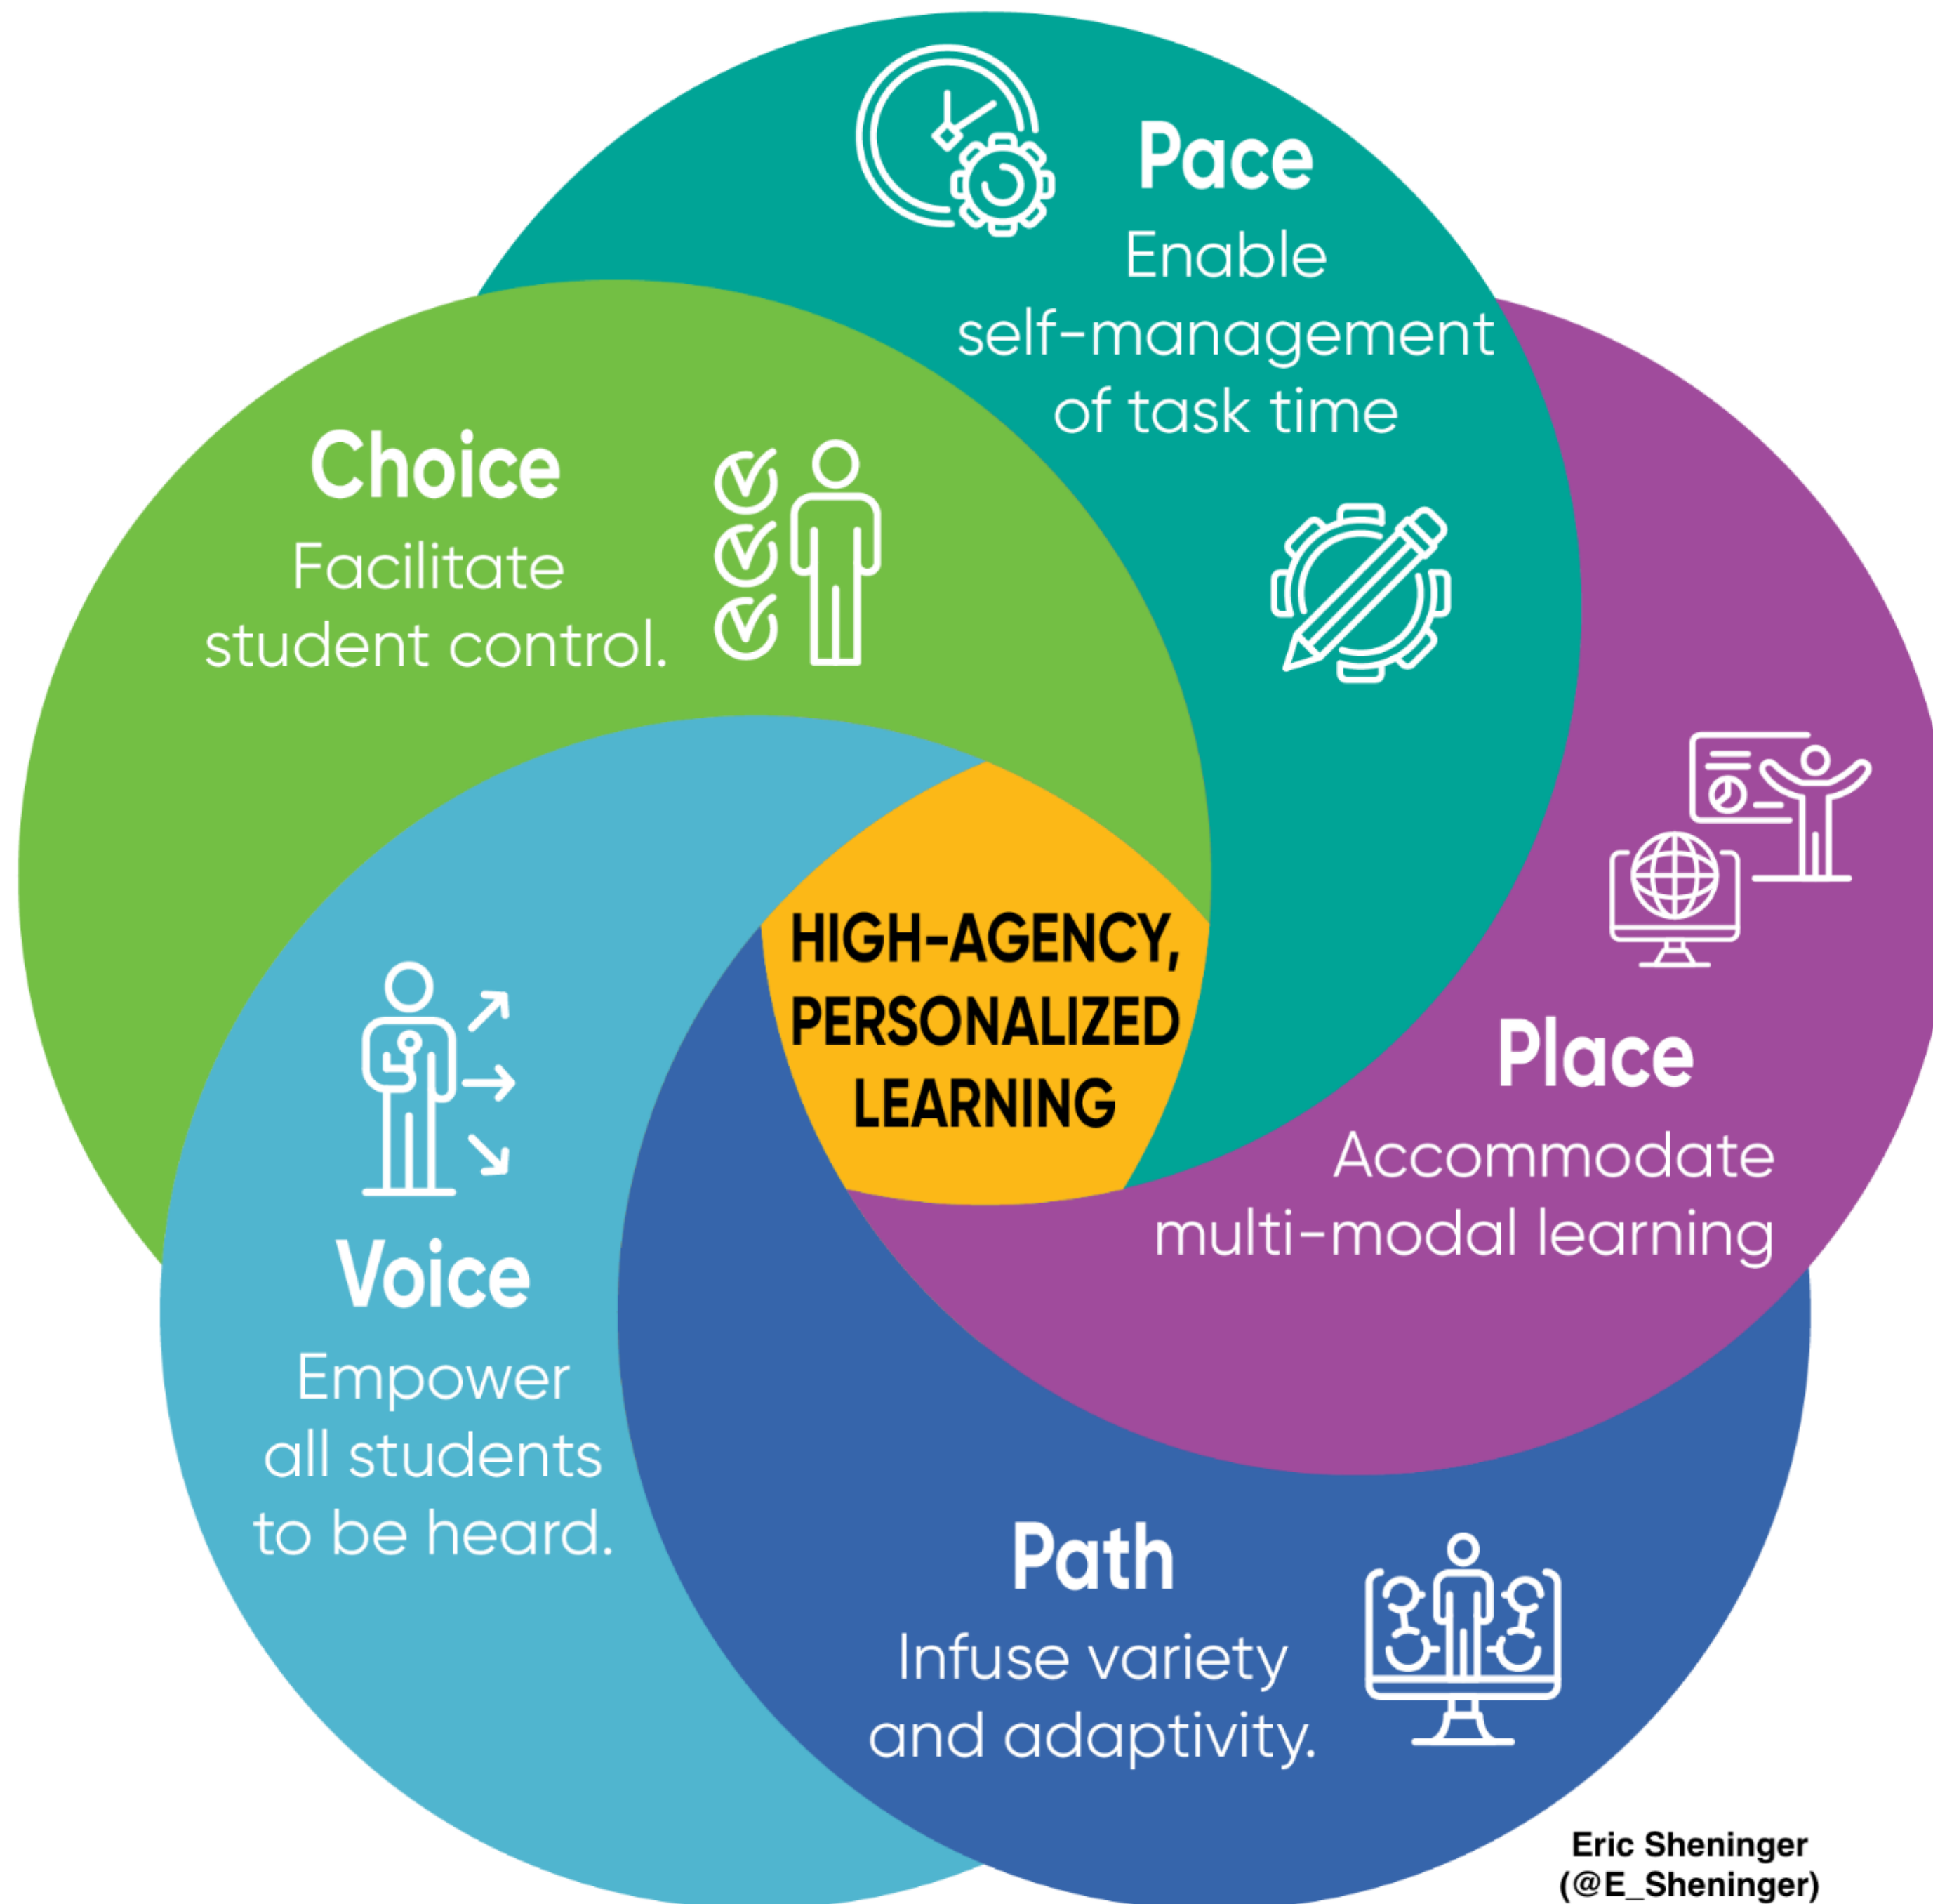 Pace
Enable
self-management
of task time
Choice
Facilitate
student control.
HIGH-AGENCY,
PERSONALIZED
LEARNING
Place
Accommodate
multi-modal learning
Voice
Empower
all students
to be heard.
Path
Infuse variety
and adaptivity.
Eric Sheninger
(@E_Sheninger)